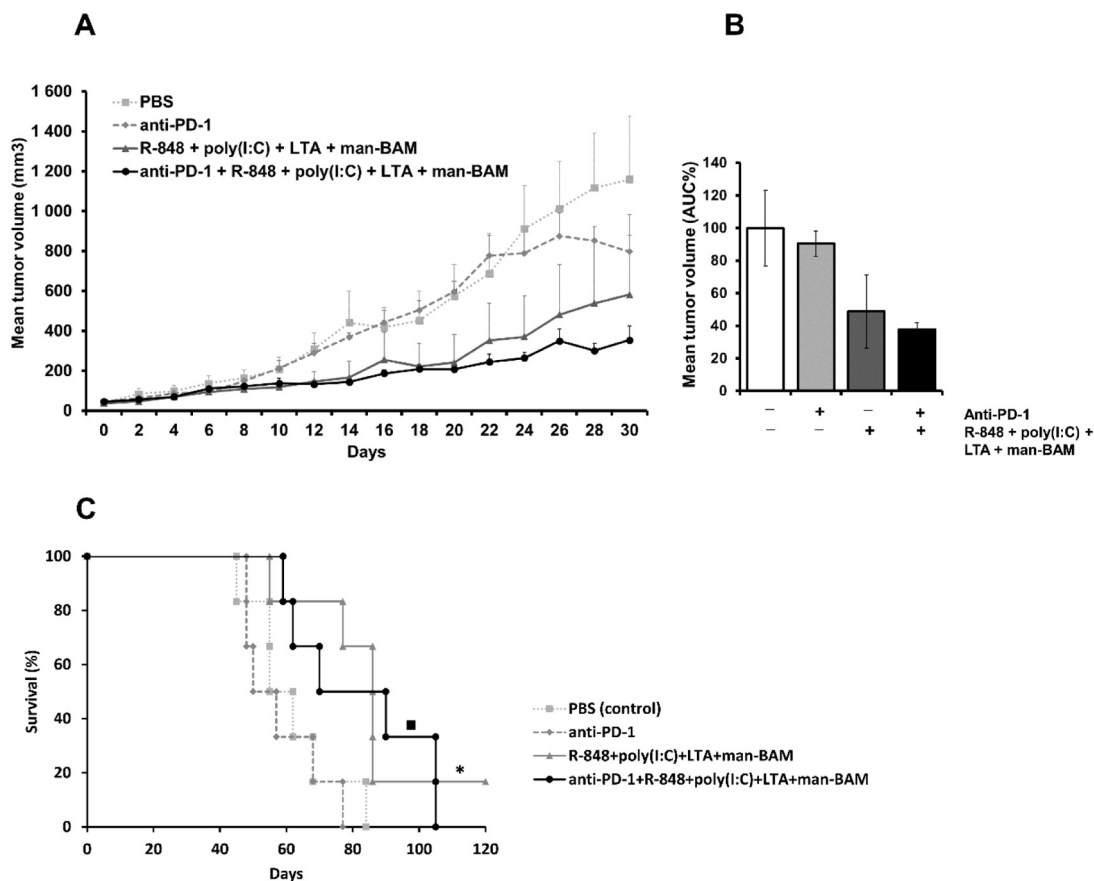 A
Mean tumor volume (mm3)
1 600
1 400
1 200
1 000
800
600
400
200
0
PBS
anti-PD-1
R-848 + poly(I:C) + LTA + man-BAM
anti-PD-1 + R-848 + poly(I:C) + LTA + man-BAM
0 2 4 6 8 10 12 14 16 18 20 22 24 26 28 30
Days
B
Mean tumor volume (AUC%)
140
120
100
80
60
40
20
0
– + – + Anti-PD-1
– – + + R-848 + poly(I:C) +
LTA + man-BAM
C
Survival (%)
100
80
60
40
20
0
0 20 40 60 80 100 120
Days
■
*
PBS (control)
anti-PD-1
R-848+poly(I:C)+LTA+man-BAM
anti-PD-1+R-848+poly(I:C)+LTA+man-BAM